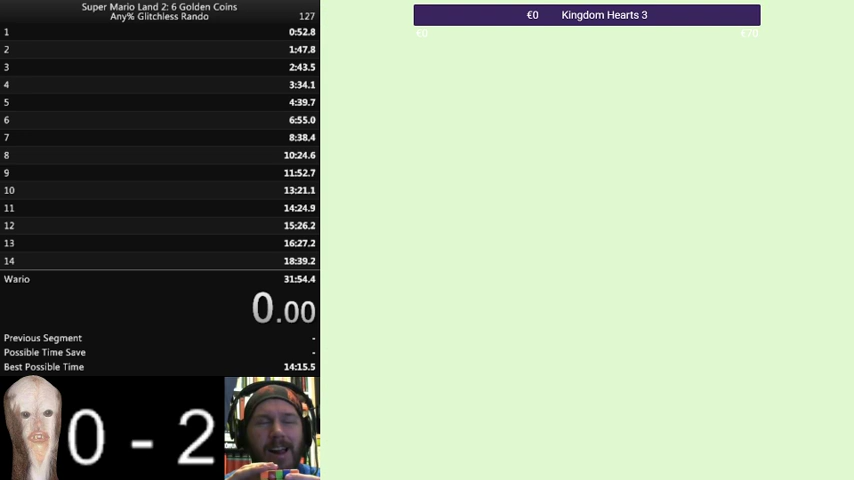 Super Mario Land 2: 6 Golden Coins
Any% Glitchless Rando 127
1 0:52.8
2 1:47.8
3 2:43.5
4 3:34.1
5 4:39.7
6 6:55.0
7 8:38.4
8 10:24.6
9 11:52.7
10 13:21.1
11 14:24.9
12 15:26.2
13 16:27.2
14 18:39.2
Wario 31:54.4
0.00
Previous Segment -
Possible Time Save -
Best Possible Time 14:15.5
0 - 2
€0 Kingdom Hearts 3
€0 €70